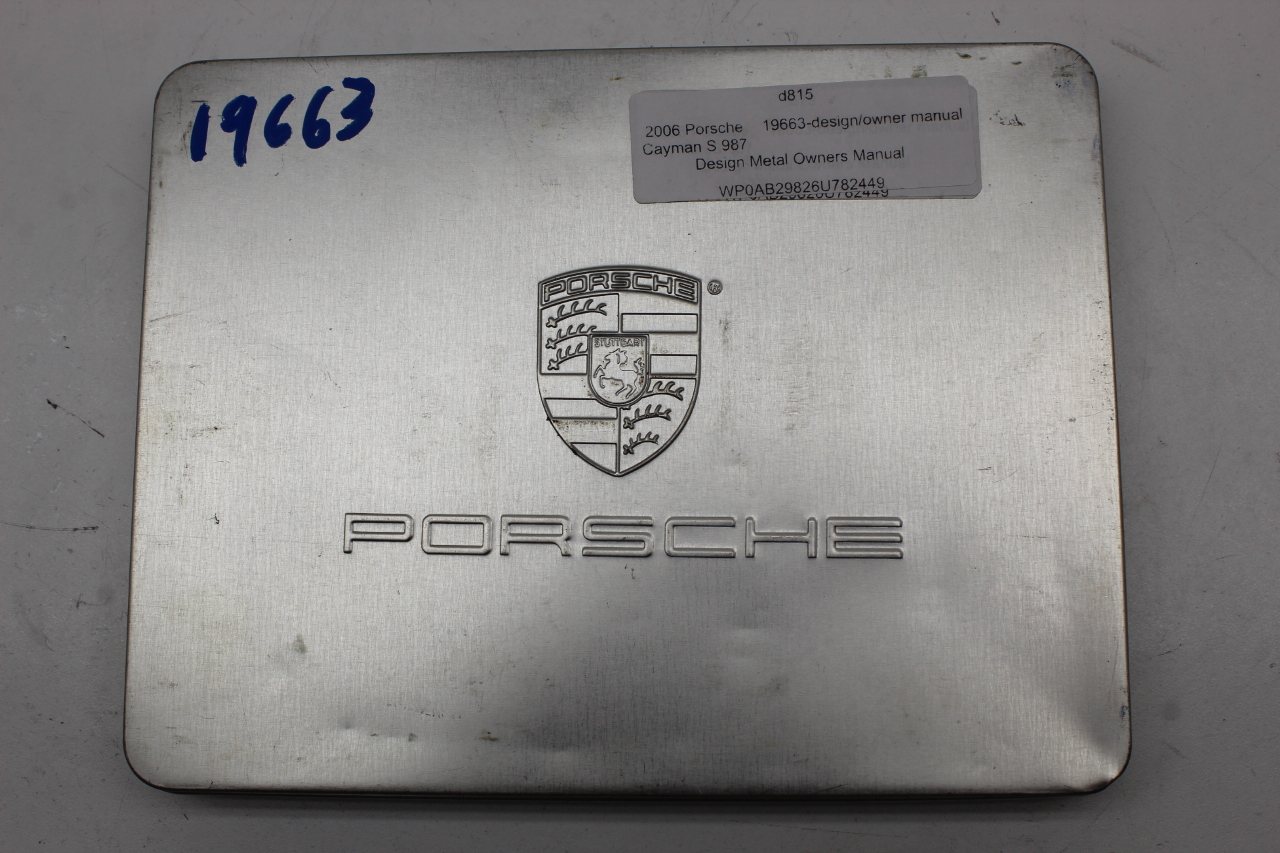 19663
d815
2006 Porsche 19663-design/owner manual
Cayman S 987
Design Metal Owners Manual
WP0AB29826U782449
PORSCHE
®
STUTTGART
PORSCHE